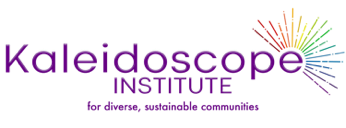 Kaleidoscope
INSTITUTE
for diverse, sustainable communities